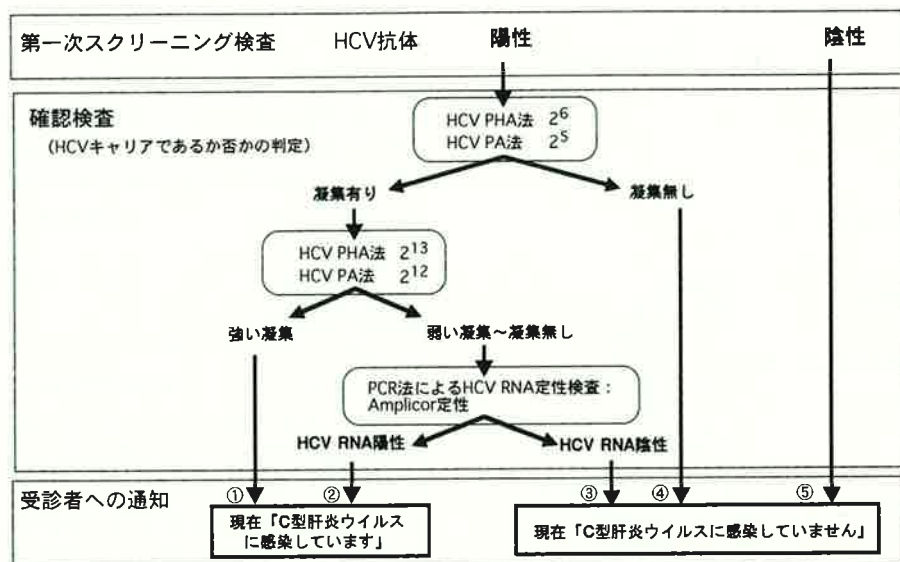 第一次スクリーニング検査 HCV抗体 陽性 陰性
確認検査
(HCVキャリアであるか否かの判定)
HCV PHA法 2⁶
HCV PA法 2⁵
凝集有り 凝集無し
HCV PHA法 2¹³
HCV PA法 2¹²
強い凝集 弱い凝集～凝集無し
PCR法によるHCV RNA定性検査：
Amplicor定性
HCV RNA陽性 HCV RNA陰性
受診者への通知 ① ② ③ ④ ⑤
現在「C型肝炎ウイルス
に感染しています」
現在「C型肝炎ウイルスに感染していません」